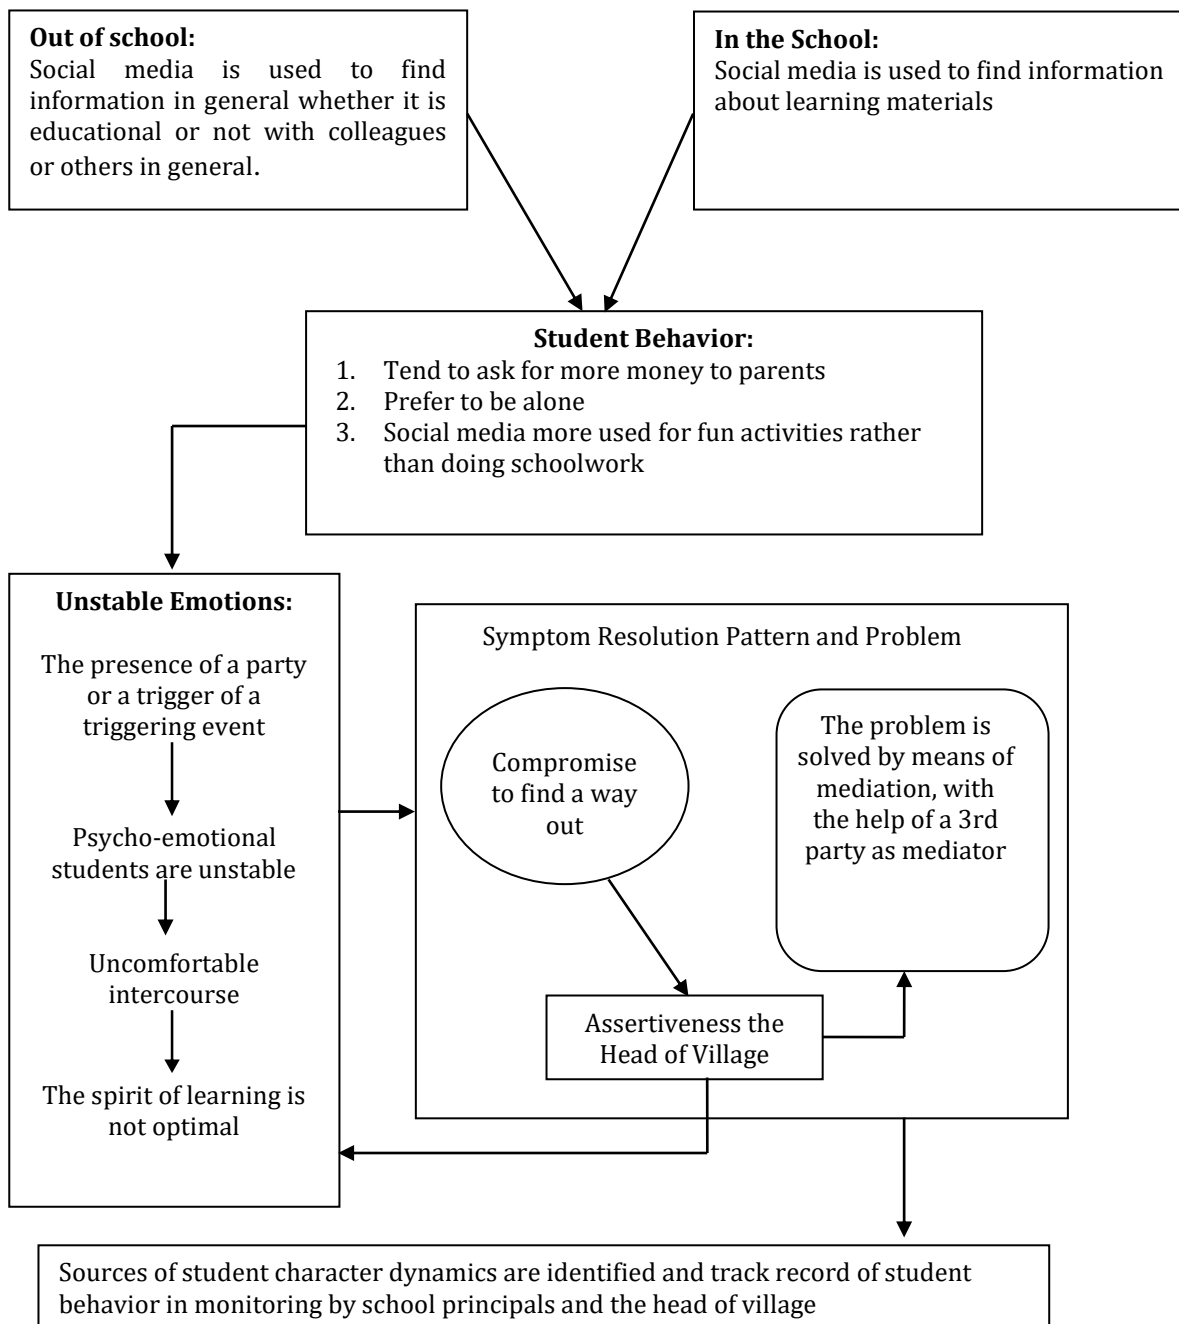 Out of school:
Social media is used to find
information in general whether it is
educational or not with colleagues
or others in general.
In the School:
Social media is used to find information
about learning materials
Student Behavior:
1. Tend to ask for more money to parents
2. Prefer to be alone
3. Social media more used for fun activities rather
than doing schoolwork
Unstable Emotions:
The presence of a party
or a trigger of a
triggering event
Psycho-emotional
students are unstable
Uncomfortable
intercourse
The spirit of learning is
not optimal
Symptom Resolution Pattern and Problem
Compromise
to find a way
out
The problem is
solved by means of
mediation, with
the help of a 3rd
party as mediator
Assertiveness the
Head of Village
Sources of student character dynamics are identified and track record of student
behavior in monitoring by school principals and the head of village